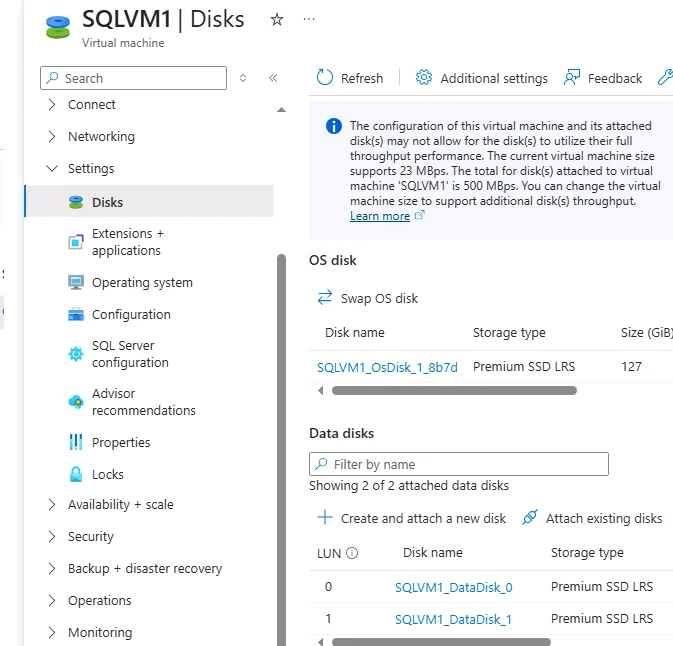 SQLVM1 | Disks
Virtual machine
Search
Connect
Networking
Settings
Disks
Extensions +
applications
Operating system
Configuration
SQL Server
configuration
Advisor
recommendations
Properties
Locks
Availability + scale
Security
Backup + disaster recovery
Operations
Monitoring
Refresh
Additional settings
Feedback
The configuration of this virtual machine and its attached
disk(s) may not allow for the disk(s) to utilize their full
throughput performance. The current virtual machine size
supports 23 MBps. The total for disk(s) attached to virtual
machine 'SQLVM1' is 500 MBps. You can change the virtual
machine size to support additional disk(s) throughput.
Learn more
OS disk
Swap OS disk
Disk name Storage type Size (GiB)
SQLVM1_OsDisk_1_8b7d Premium SSD LRS 127
Data disks
Filter by name
Showing 2 of 2 attached data disks
Create and attach a new disk Attach existing disks
LUN Disk name Storage type
0 SQLVM1_DataDisk_0 Premium SSD LRS
1 SQLVM1_DataDisk_1 Premium SSD LRS